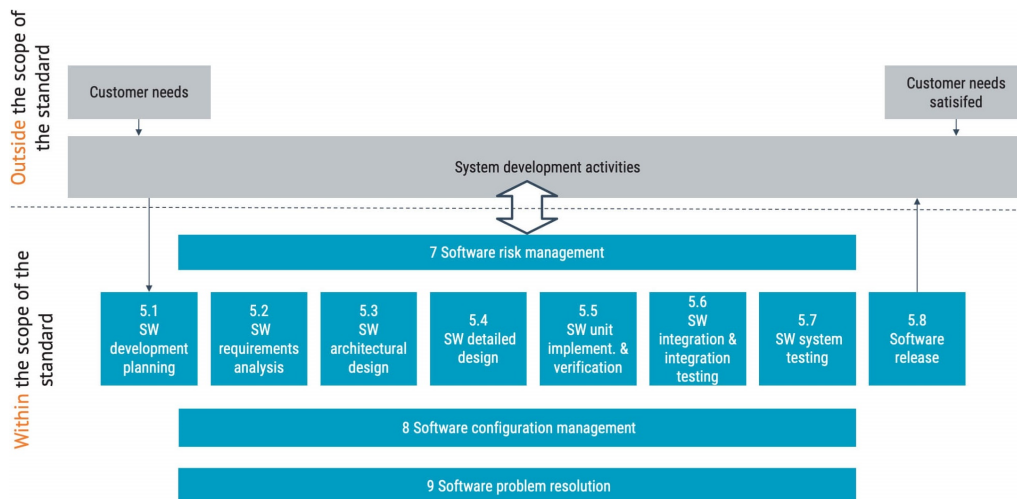 Outside the scope of
the standard
Customer needs
Customer needs
satisifed
System development activities
Within the scope of the
standard
7 Software risk management
5.1
SW
development
planning
5.2
SW
requirements
analysis
5.3
SW
architectural
design
5.4
SW detailed
design
5.5
SW unit
implement. &
verification
5.6
SW
integration &
integration
testing
5.7
SW system
testing
5.8
Software
release
8 Software configuration management
9 Software problem resolution